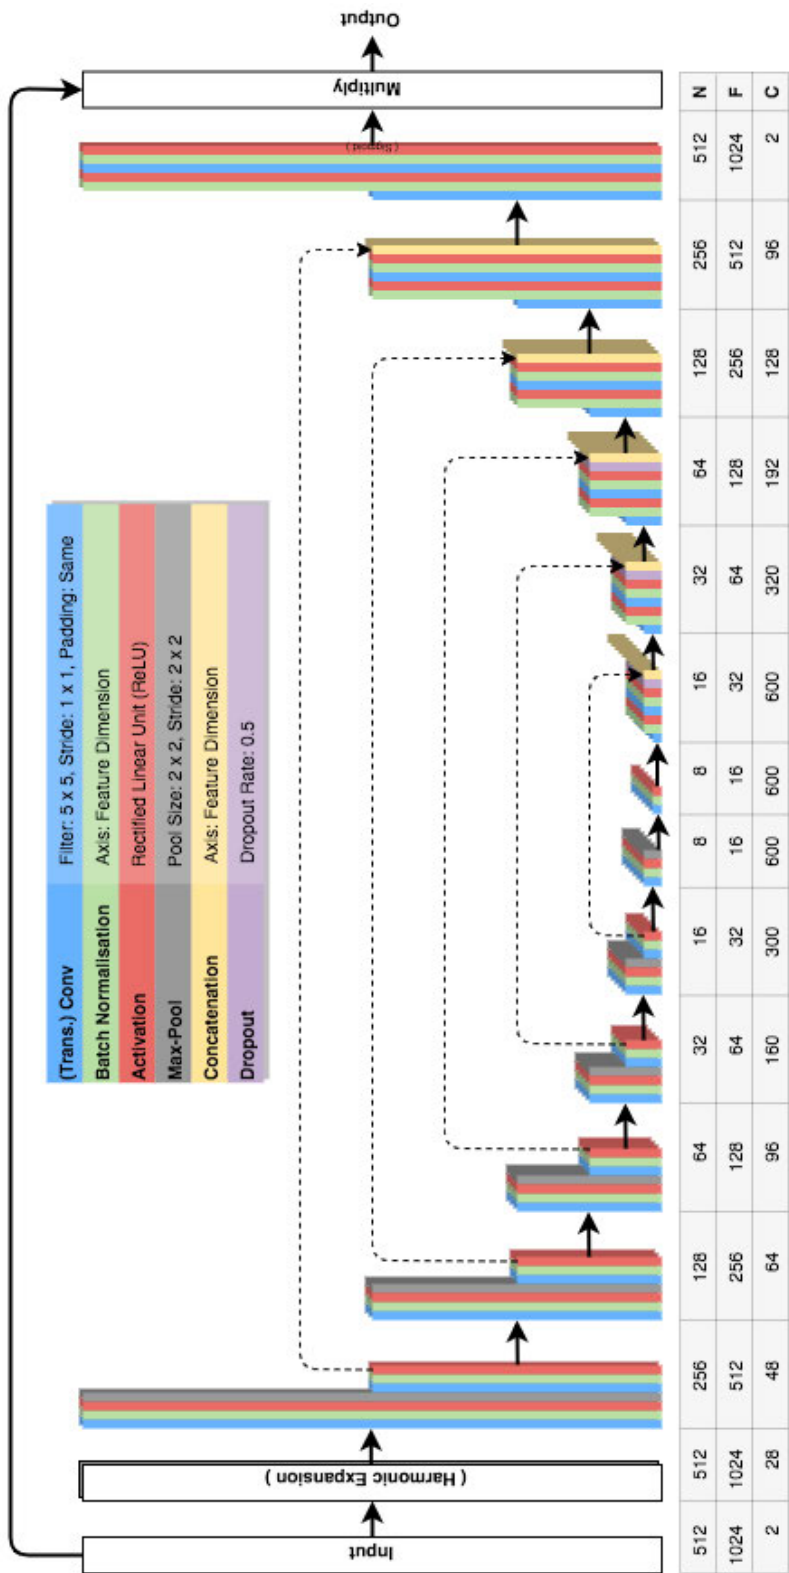 Input
( Harmonic Expansion )
( Sigmoid )
Multiply
Output
(Trans.) Conv Filter: 5 x 5, Stride: 1 x 1, Padding: Same
Batch Normalisation Axis: Feature Dimension
Activation Rectified Linear Unit (ReLU)
Max-Pool Pool Size: 2 x 2, Stride: 2 x 2
Concatenation Axis: Feature Dimension
Dropout Dropout Rate: 0.5
512 512 256 128 64 32 16 8 8 16 32 64 128 256 512 N
1024 1024 512 256 128 64 32 16 16 32 64 128 256 512 1024 F
2 28 48 64 96 160 300 600 600 600 320 192 128 96 2 C